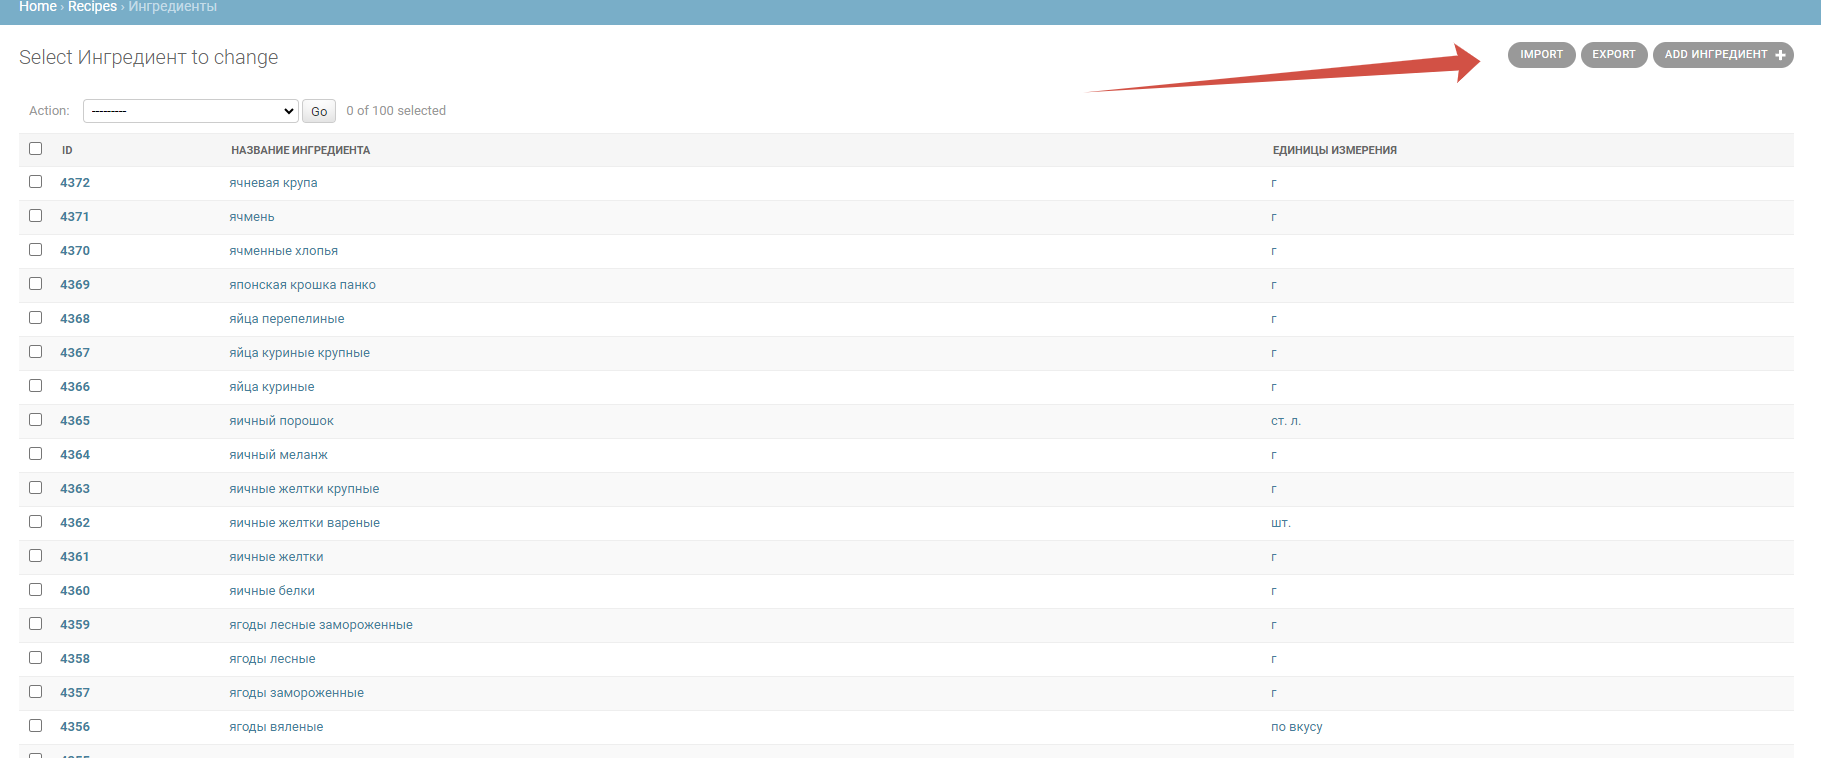 Home › Recipes › Ингредиенты
Select Ингредиент to change
IMPORT EXPORT ADD ИНГРЕДИЕНТ +
Action: --------- Go 0 of 100 selected
ID НАЗВАНИЕ ИНГРЕДИЕНТА ЕДИНИЦЫ ИЗМЕРЕНИЯ
4372 ячневая крупа г
4371 ячмень г
4370 ячменные хлопья г
4369 японская крошка панко г
4368 яйца перепелиные г
4367 яйца куриные крупные г
4366 яйца куриные г
4365 яичный порошок ст. л.
4364 яичный меланж г
4363 яичные желтки крупные г
4362 яичные желтки вареные шт.
4361 яичные желтки г
4360 яичные белки г
4359 ягоды лесные замороженные г
4358 ягоды лесные г
4357 ягоды замороженные г
4356 ягоды вяленые по вкусу